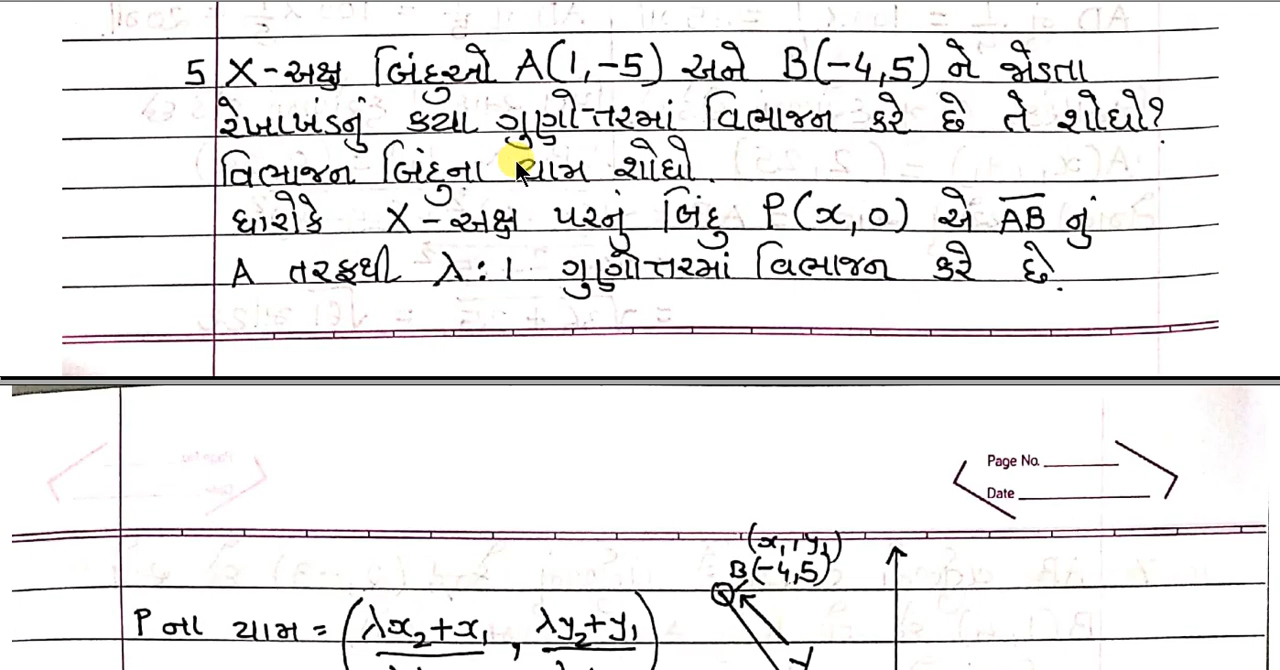 5 X-અક્ષ બિંદુઓ A(1,-5) અને B(-4,5) ને જોડતા
રેખાખંડનું કયા ગુણોત્તરમાં વિભાજન કરે છે તે શોધો?
વિભાજન બિંદુના યામ શોધો.
ધારોકે X-અક્ષ પરનું બિંદુ P(x,0) એ AB નું
A તરફથી λ:1 ગુણોત્તરમાં વિભાજન કરે છે.
Page No.
Date
(x₁, y₁)
B(-4,5)
P ના યામ = (λx₂+x₁, λy₂+y₁)